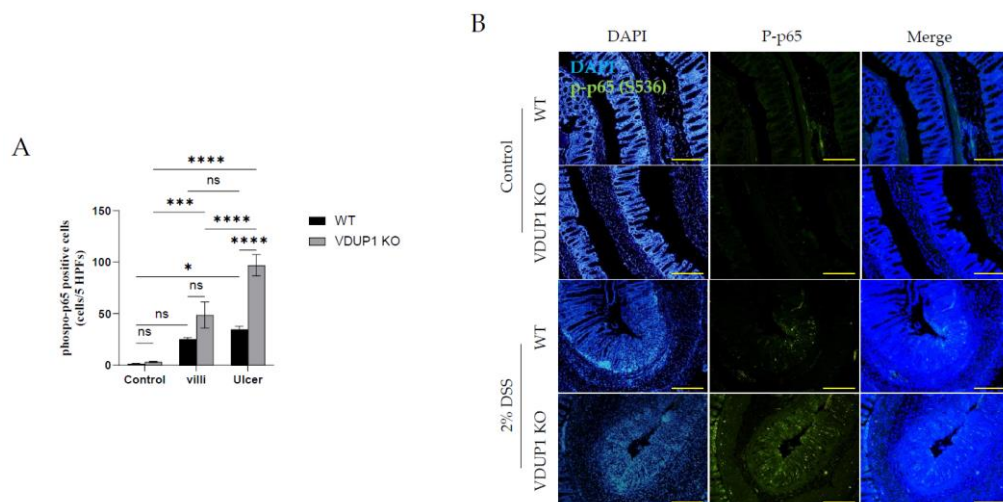 A
phospo-p65 positive cells
(cells/5 HPFs)
150
100
50
0
Control
villi
Ulcer
ns
ns
*
ns
***
****
****
ns
****
WT
VDUP1 KO
B
DAPI
P-p65
Merge
DAPI
p-p65 (S536)
Control
WT
VDUP1 KO
2% DSS
WT
VDUP1 KO